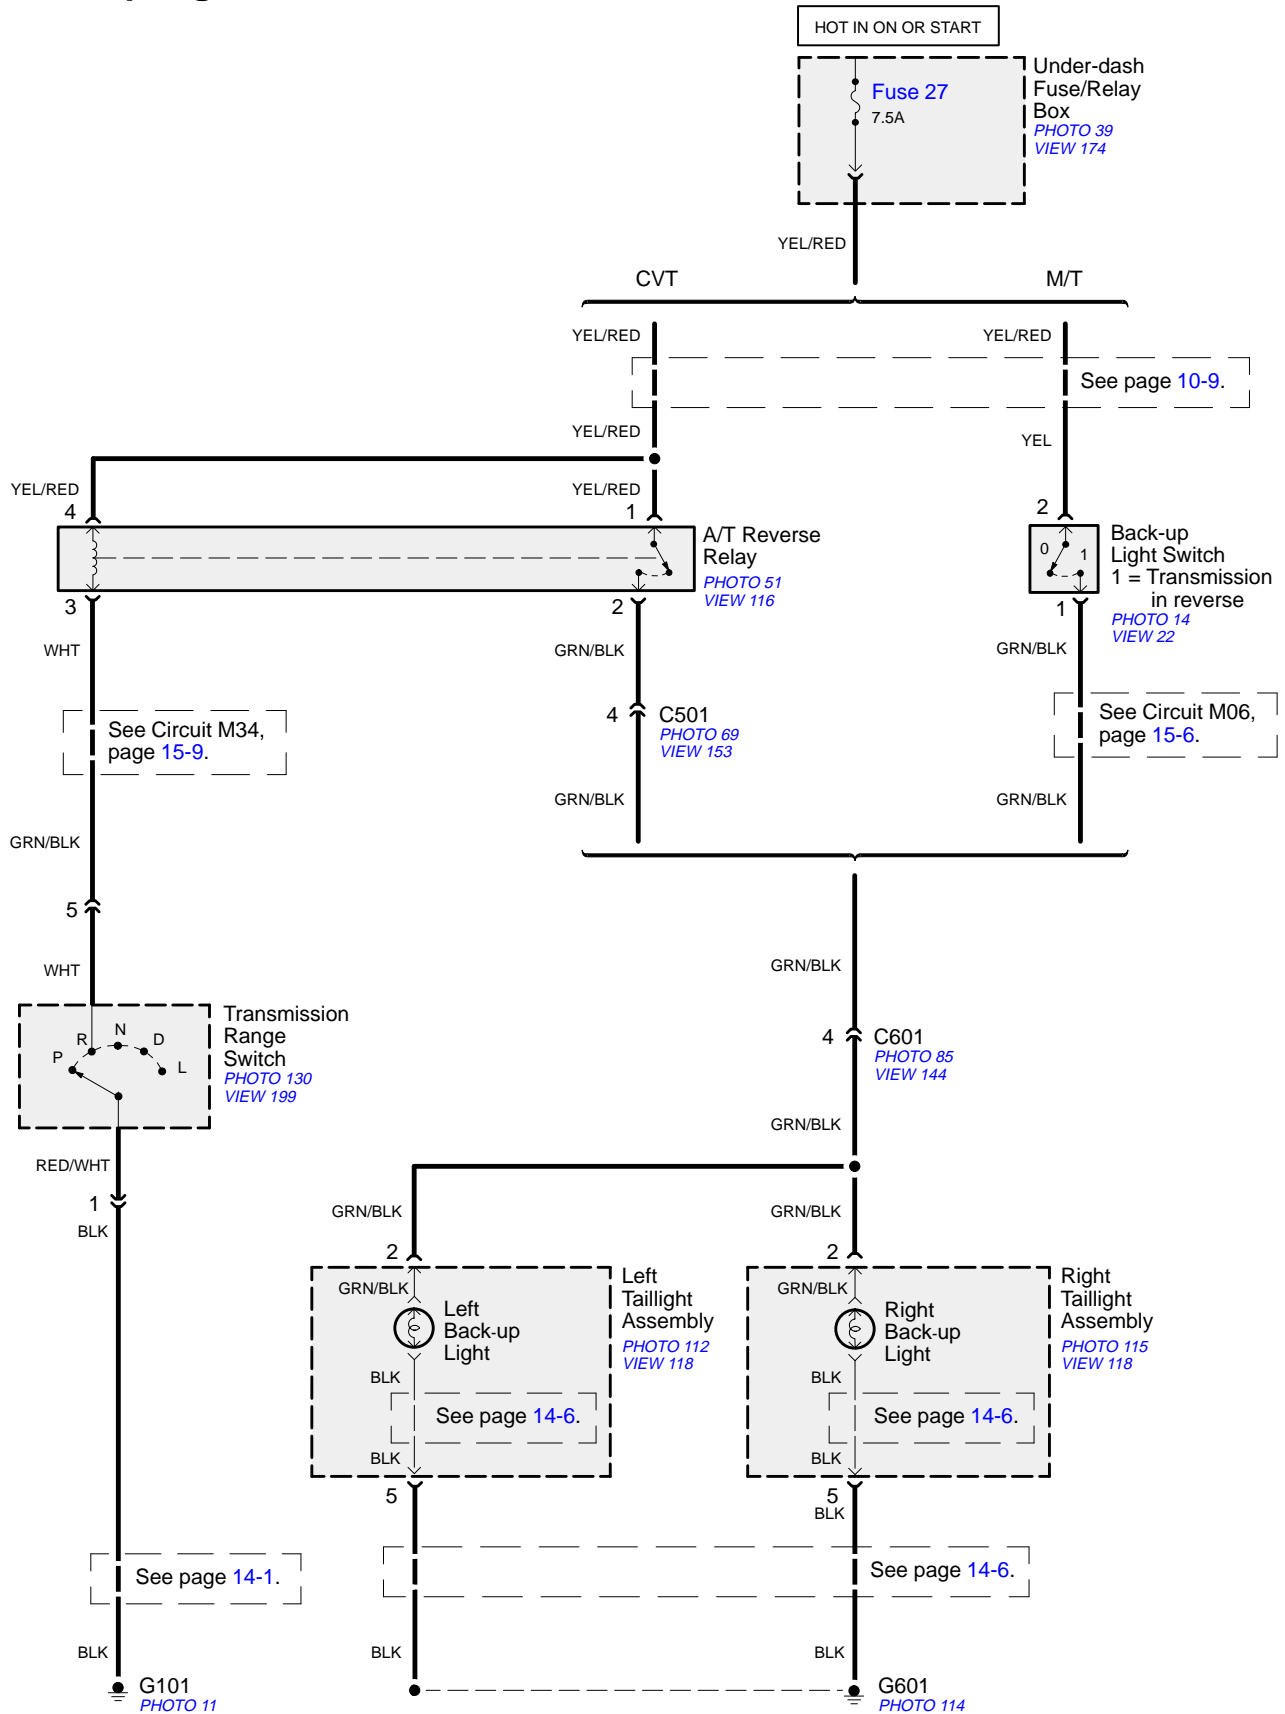 HOT IN ON OR START
Under-dash
Fuse/Relay
Box
PHOTO 39
VIEW 174
Fuse 27
7.5A
YEL/RED
CVT
M/T
YEL/RED
YEL/RED
See page 10-9.
YEL/RED
YEL
YEL/RED
YEL/RED
4
1
2
A/T Reverse
Relay
PHOTO 51
VIEW 116
0
1
Back-up
Light Switch
1 = Transmission
in reverse
PHOTO 14
VIEW 22
3
2
1
WHT
GRN/BLK
GRN/BLK
See Circuit M34,
page 15-9.
4
C501
PHOTO 69
VIEW 153
See Circuit M06,
page 15-6.
GRN/BLK
GRN/BLK
GRN/BLK
5
WHT
GRN/BLK
Transmission
Range
Switch
PHOTO 130
VIEW 199
P
R
N
D
L
4
C601
PHOTO 85
VIEW 144
GRN/BLK
RED/WHT
1
BLK
GRN/BLK
GRN/BLK
2
2
GRN/BLK
Left
Back-up
Light
Left
Taillight
Assembly
PHOTO 112
VIEW 118
GRN/BLK
Right
Back-up
Light
Right
Taillight
Assembly
PHOTO 115
VIEW 118
BLK
BLK
See page 14-6.
See page 14-6.
BLK
BLK
5
5
BLK
See page 14-1.
See page 14-6.
BLK
BLK
BLK
G101
PHOTO 11
G601
PHOTO 114